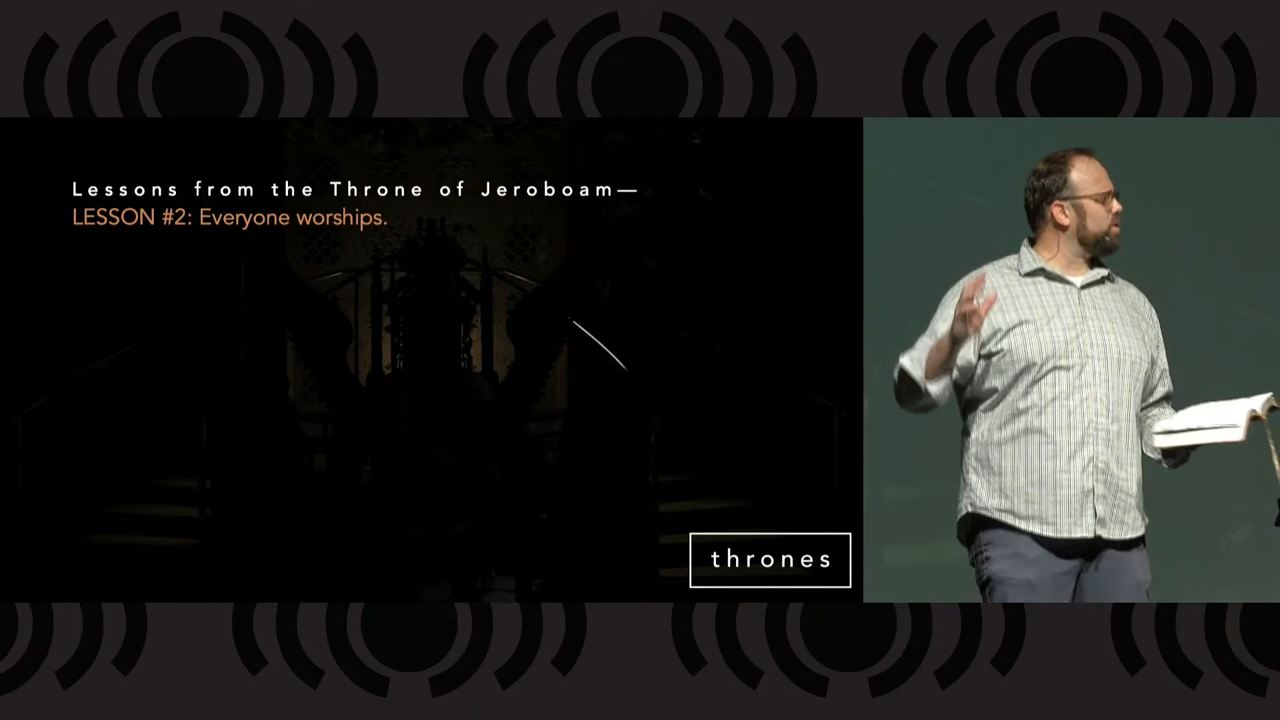 Lessons from the Throne of Jeroboam—
LESSON #2: Everyone worships.
thrones